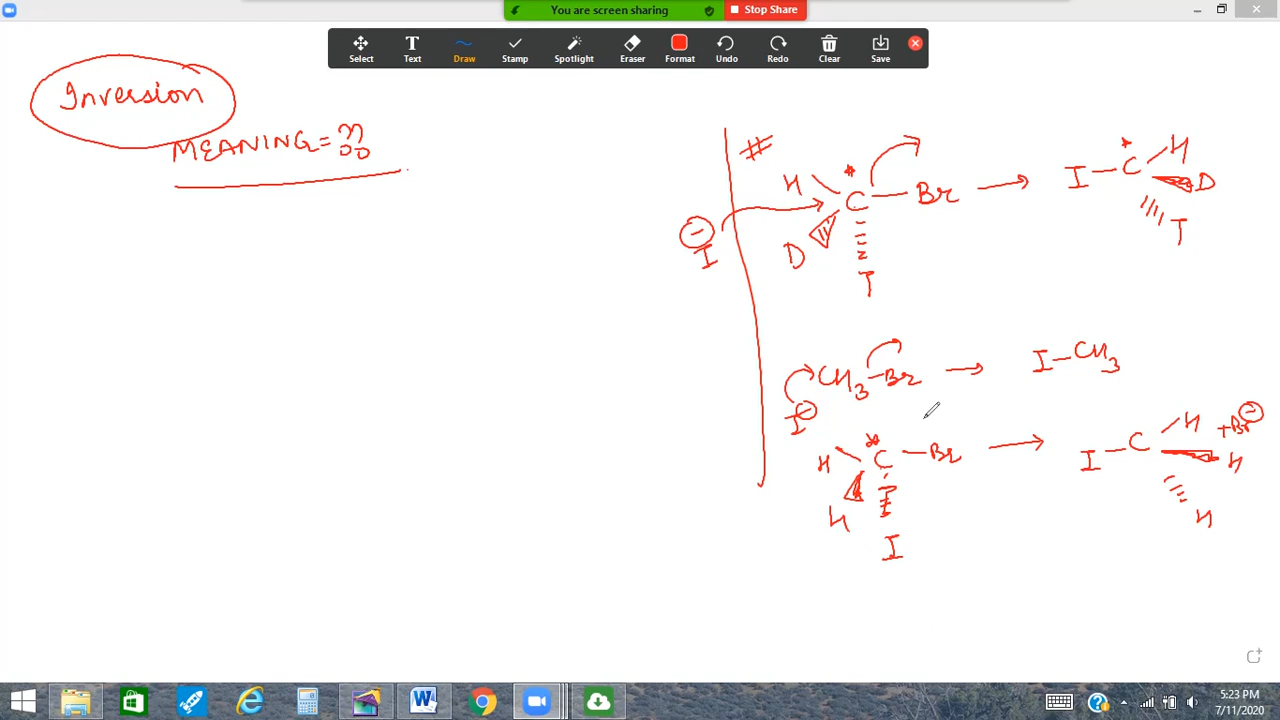 You are screen sharing
Stop Share
Select
Text
Draw
Stamp
Spotlight
Eraser
Format
Undo
Redo
Clear
Save
Inversion
MEANING = ??
#
H * C Br → I C * H
⊖ I D T D T
CH3-Br → I-CH3
I⊖
H * C Br → I C H +Br⊖
H I H H
5:23 PM
7/11/2020